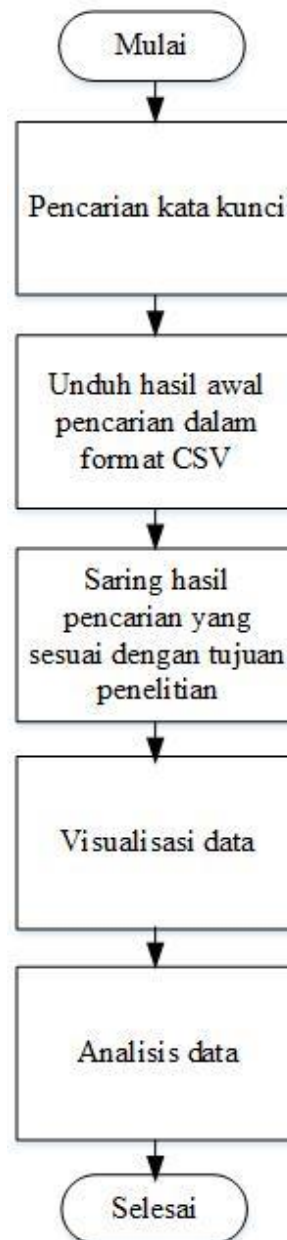 Mulai
Pencarian kata kunci
Unduh hasil awal
pencarian dalam
format CSV
Saring hasil
pencarian yang
sesuai dengan tujuan
penelitian
Visualisasi data
Analisis data
Selesai